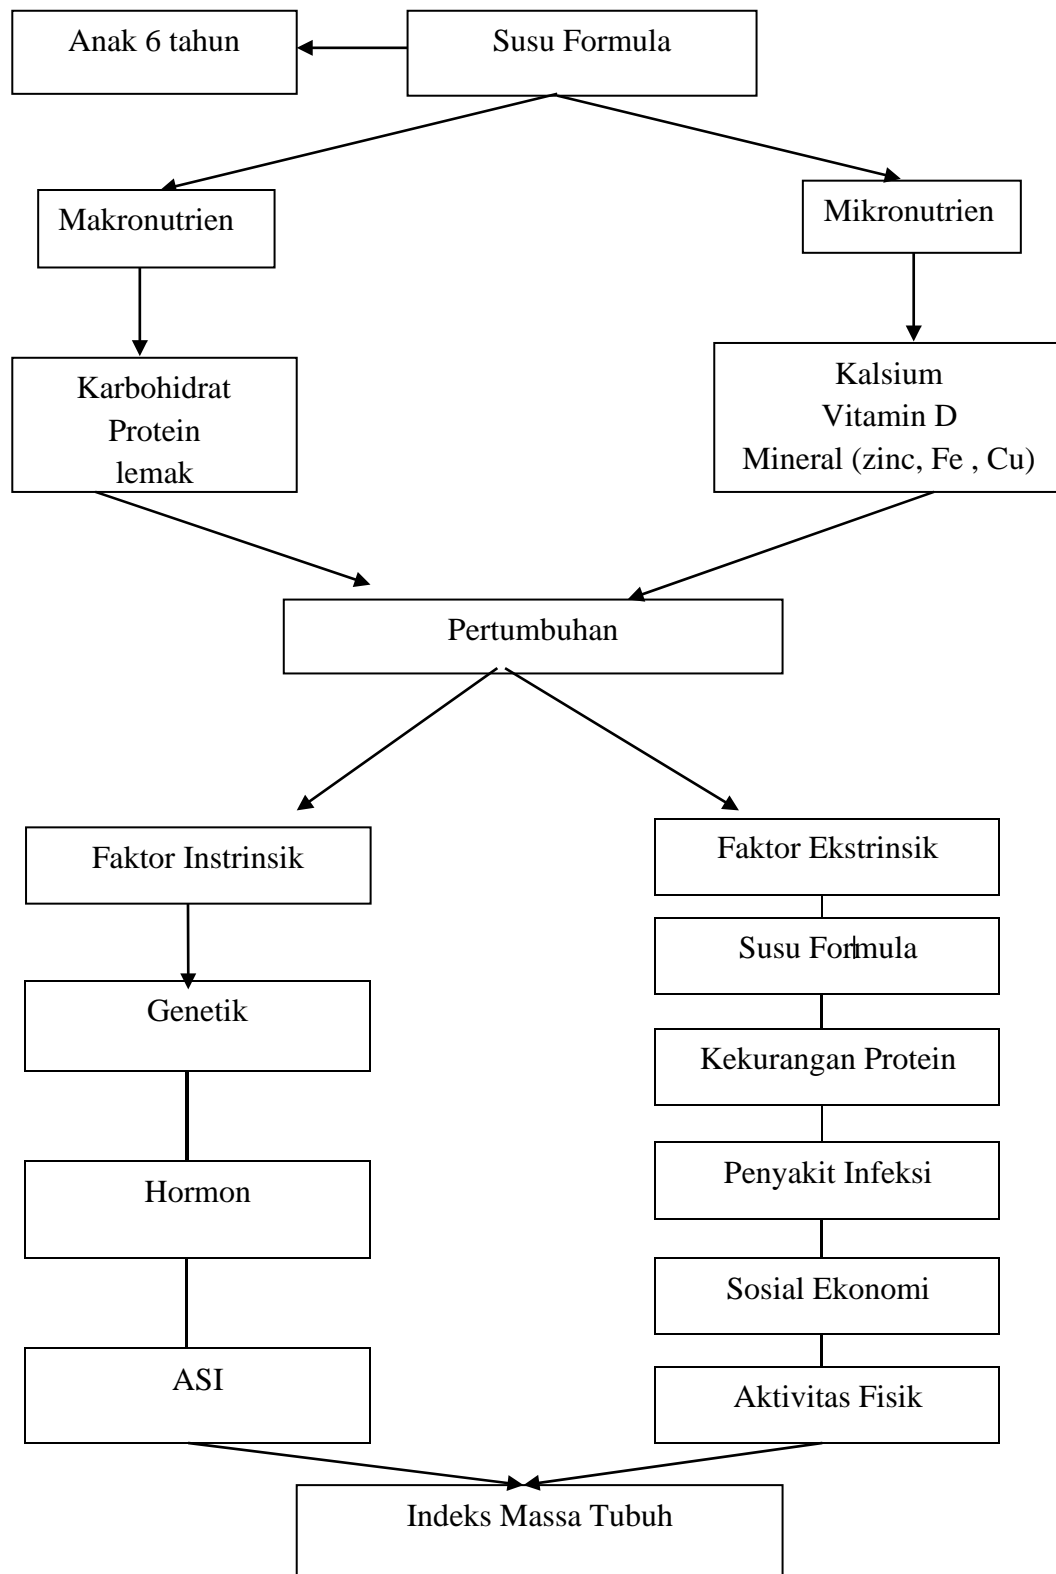 Anak 6 tahun
Susu Formula
Makronutrien
Mikronutrien
Karbohidrat
Protein
lemak
Kalsium
Vitamin D
Mineral (zinc, Fe , Cu)
Pertumbuhan
Faktor Instrinsik
Faktor Ekstrinsik
Genetik
Hormon
ASI
Susu Formula
Kekurangan Protein
Penyakit Infeksi
Sosial Ekonomi
Aktivitas Fisik
Indeks Massa Tubuh